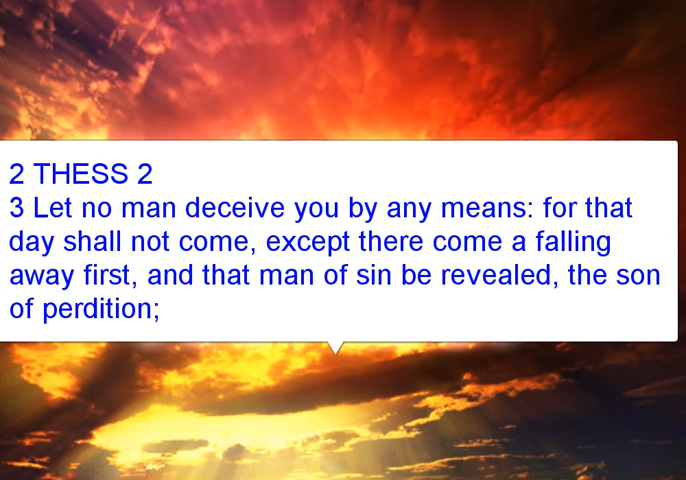 2 THESS 2
3 Let no man deceive you by any means: for that
day shall not come, except there come a falling
away first, and that man of sin be revealed, the son
of perdition;